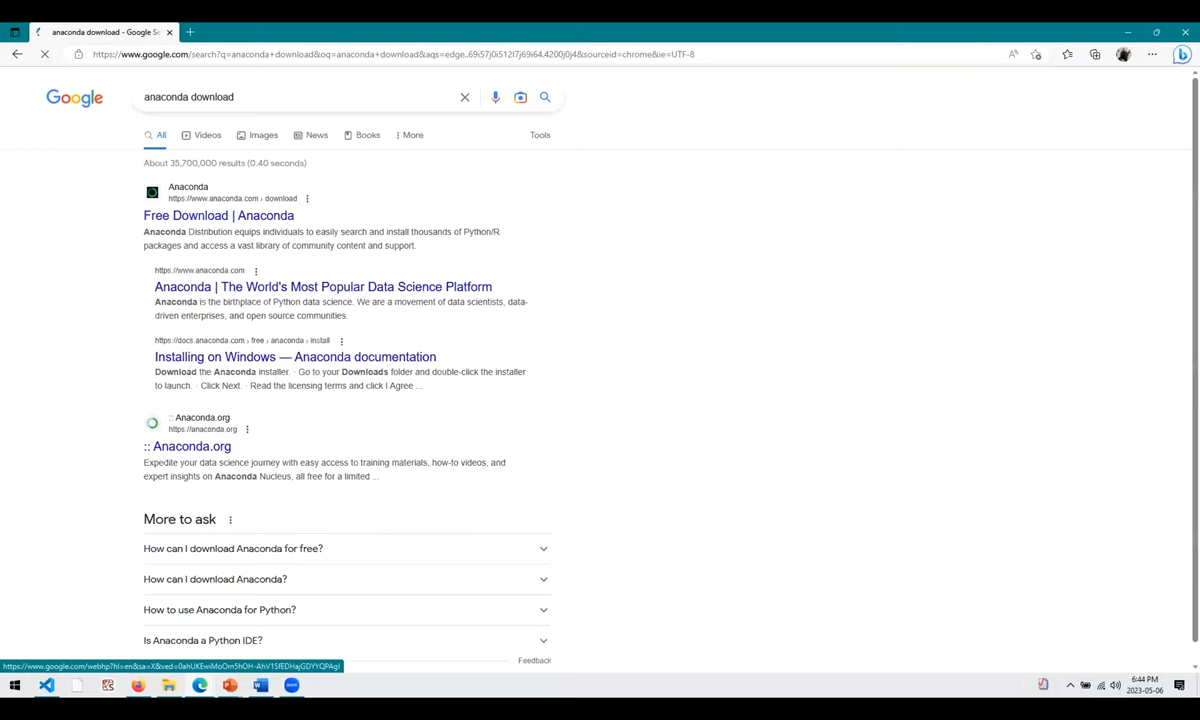 anaconda download - Google Se
https://www.google.com/search?q=anaconda+download&oq=anaconda+download&aqs=edge..69i57j0i512l7j69i64.4200j0j4&sourceid=chrome&ie=UTF-8
Google
anaconda download
All Videos Images News Books More Tools
About 35,700,000 results (0.40 seconds)
Anaconda
https://www.anaconda.com › download
Free Download | Anaconda
Anaconda Distribution equips individuals to easily search and install thousands of Python/R
packages and access a vast library of community content and support.
https://www.anaconda.com
Anaconda | The World's Most Popular Data Science Platform
Anaconda is the birthplace of Python data science. We are a movement of data scientists, data-
driven enterprises, and open source communities.
https://docs.anaconda.com › free › anaconda › install
Installing on Windows — Anaconda documentation
Download the Anaconda installer. · Go to your Downloads folder and double-click the installer
to launch. · Click Next. · Read the licensing terms and click I Agree ...
:: Anaconda.org
https://anaconda.org
:: Anaconda.org
Expedite your data science journey with easy access to training materials, how-to videos, and
expert insights on Anaconda Nucleus, all free for a limited ...
More to ask
How can I download Anaconda for free?
How can I download Anaconda?
How to use Anaconda for Python?
Is Anaconda a Python IDE?
Feedback
6:44 PM
2023-05-06